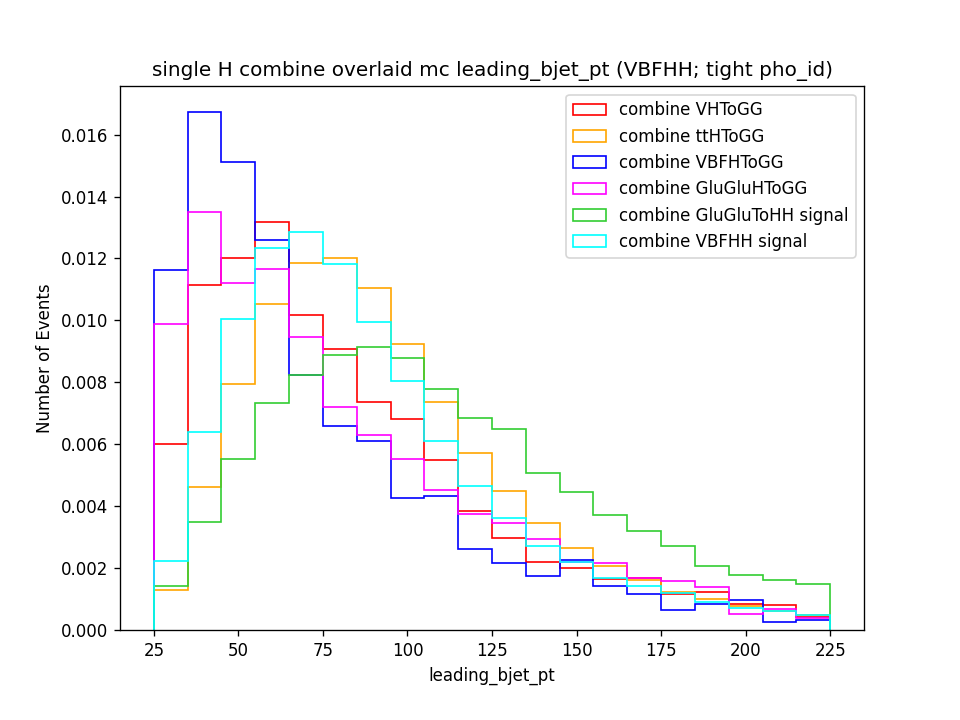 single H combine overlaid mc leading_bjet_pt (VBFHH; tight pho_id)
combine VHToGG
combine ttHToGG
combine VBFHToGG
combine GluGluHToGG
combine GluGluToHH signal
combine VBFHH signal
Number of Events
0.016
0.014
0.012
0.010
0.008
0.006
0.004
0.002
0.000
25 50 75 100 125 150 175 200 225
leading_bjet_pt